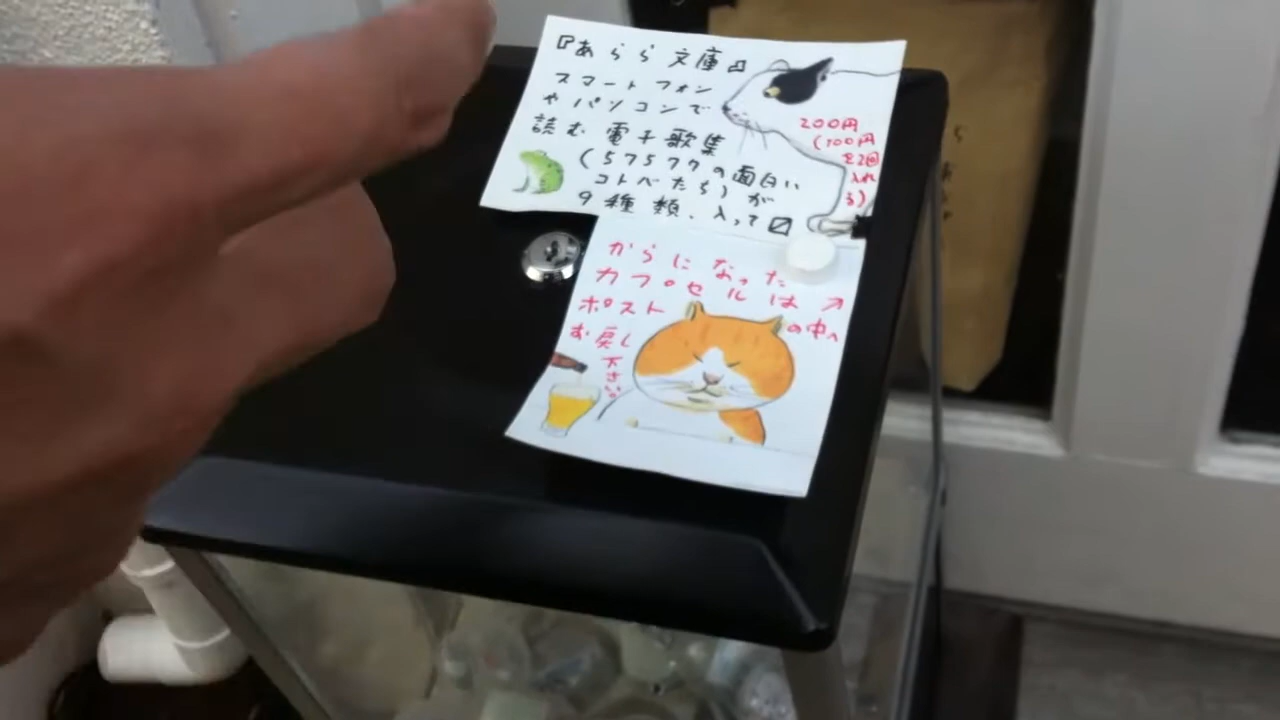 『あらら文庫』
スマートフォン
やパソコンで
読む電子歌集
(57577の面白い
コトバたち)が
9種類、入って〼
200円
(100円
を2回
入れ
る)
からになった
カプセルは↗
ポストの中へ
お戻し
下さい。